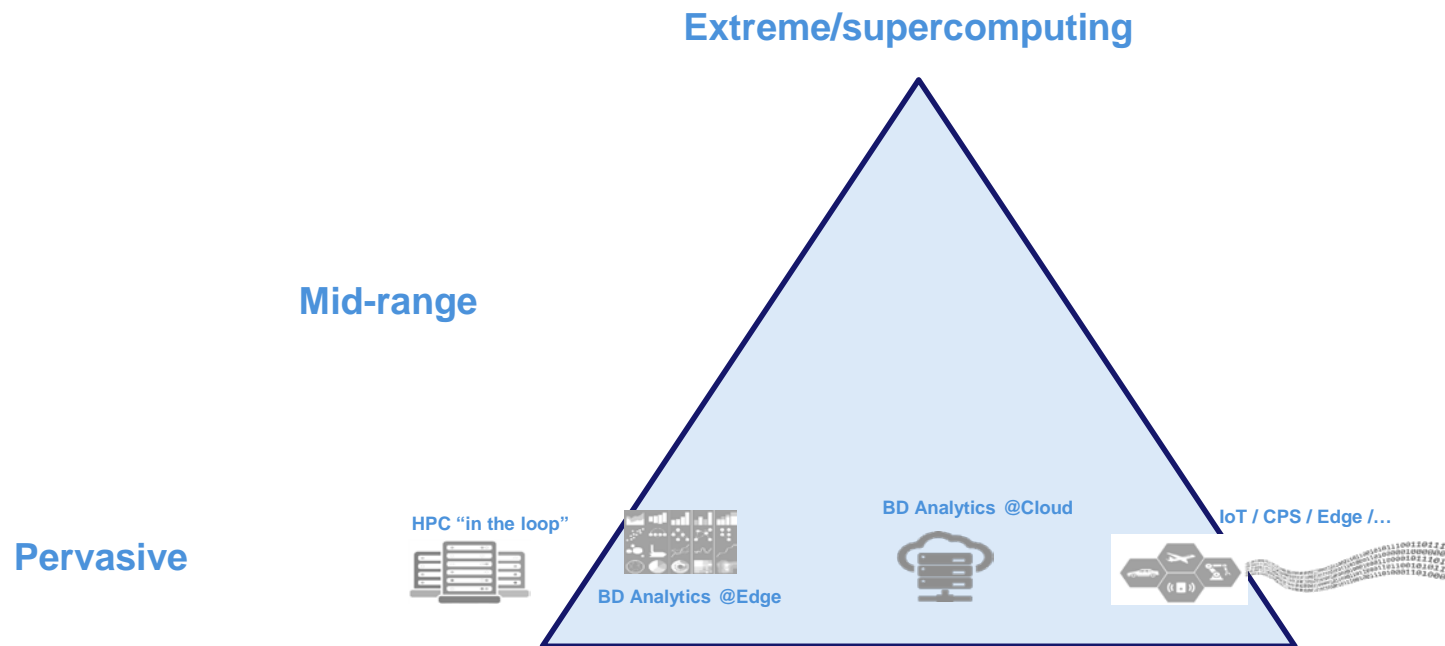 Extreme/supercomputing
Mid-range
Pervasive
HPC “in the loop”
BD Analytics @Edge
BD Analytics @Cloud
IoT / CPS / Edge /…